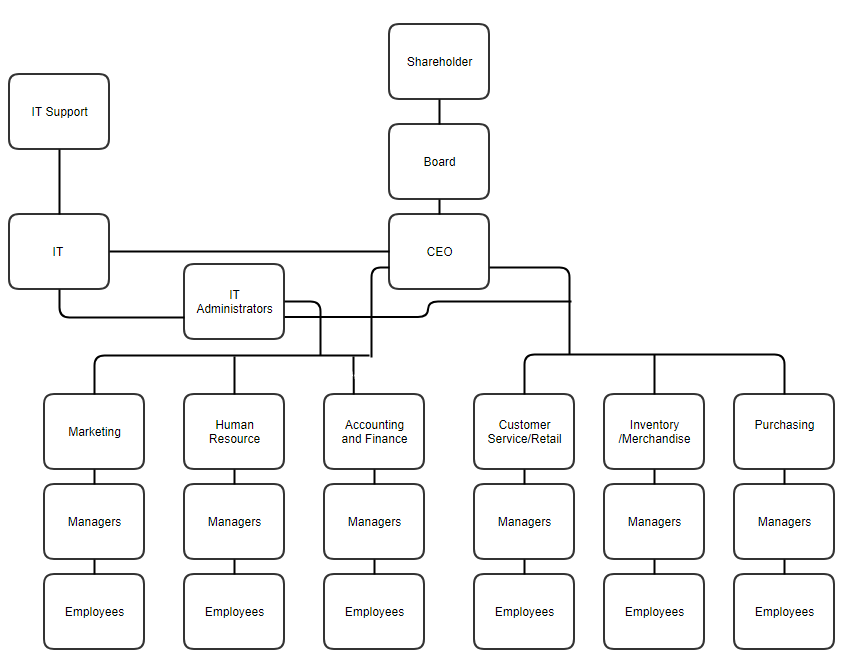 Shareholder
IT Support
Board
IT
CEO
IT
Administrators
Marketing
Human
Resource
Accounting
and Finance
Customer
Service/Retail
Inventory
/Merchandise
Purchasing
Managers
Managers
Managers
Managers
Managers
Managers
Employees
Employees
Employees
Employees
Employees
Employees